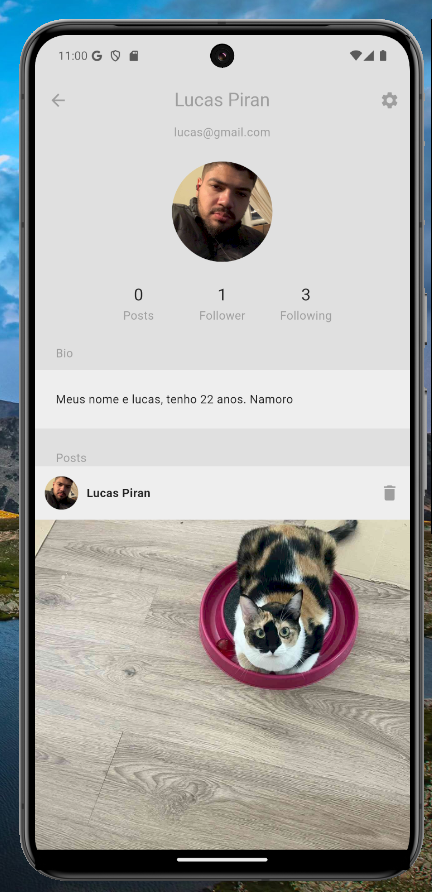 11:00 G
Lucas Piran
lucas@gmail.com
0 1 3
Posts Follower Following
Bio
Meus nome e lucas, tenho 22 anos. Namoro
Posts
Lucas Piran